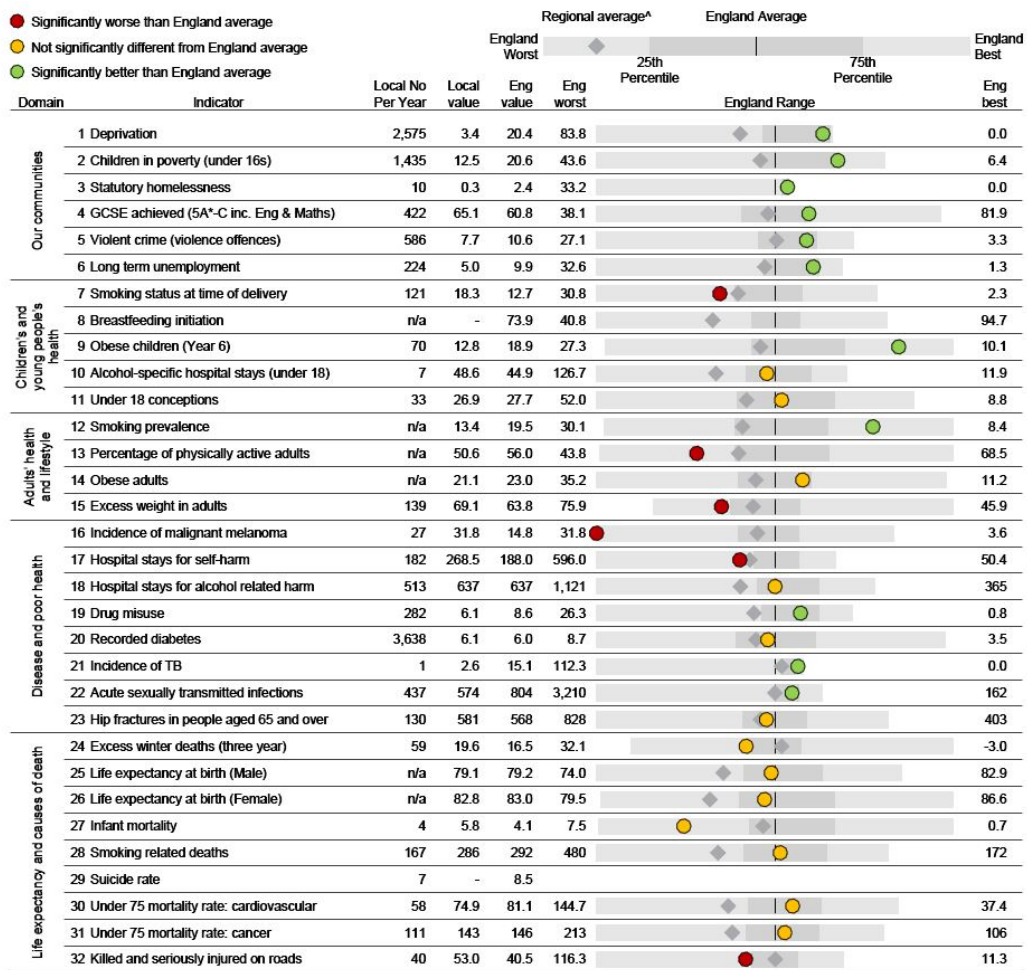 Significantly worse than England average
Not significantly different from England average
Significantly better than England average
Regional average^ England Average
England Worst England Best
25th Percentile 75th Percentile
Domain Indicator Local No Per Year Local value Eng value Eng worst England Range Eng best
Our communities
1 Deprivation 2,575 3.4 20.4 83.8 0.0
2 Children in poverty (under 16s) 1,435 12.5 20.6 43.6 6.4
3 Statutory homelessness 10 0.3 2.4 33.2 0.0
4 GCSE achieved (5A*-C inc. Eng & Maths) 422 65.1 60.8 38.1 81.9
5 Violent crime (violence offences) 586 7.7 10.6 27.1 3.3
6 Long term unemployment 224 5.0 9.9 32.6 1.3
Children's and young people's health
7 Smoking status at time of delivery 121 18.3 12.7 30.8 2.3
8 Breastfeeding initiation n/a - 73.9 40.8 94.7
9 Obese children (Year 6) 70 12.8 18.9 27.3 10.1
10 Alcohol-specific hospital stays (under 18) 7 48.6 44.9 126.7 11.9
11 Under 18 conceptions 33 26.9 27.7 52.0 8.8
Adults' health and lifestyle
12 Smoking prevalence n/a 13.4 19.5 30.1 8.4
13 Percentage of physically active adults n/a 50.6 56.0 43.8 68.5
14 Obese adults n/a 21.1 23.0 35.2 11.2
15 Excess weight in adults 139 69.1 63.8 75.9 45.9
Disease and poor health
16 Incidence of malignant melanoma 27 31.8 14.8 31.8 3.6
17 Hospital stays for self-harm 182 268.5 188.0 596.0 50.4
18 Hospital stays for alcohol related harm 513 637 637 1,121 365
19 Drug misuse 282 6.1 8.6 26.3 0.8
20 Recorded diabetes 3,638 6.1 6.0 8.7 3.5
21 Incidence of TB 1 2.6 15.1 112.3 0.0
22 Acute sexually transmitted infections 437 574 804 3,210 162
23 Hip fractures in people aged 65 and over 130 581 568 828 403
Life expectancy and causes of death
24 Excess winter deaths (three year) 59 19.6 16.5 32.1 -3.0
25 Life expectancy at birth (Male) n/a 79.1 79.2 74.0 82.9
26 Life expectancy at birth (Female) n/a 82.8 83.0 79.5 86.6
27 Infant mortality 4 5.8 4.1 7.5 0.7
28 Smoking related deaths 167 286 292 480 172
29 Suicide rate 7 - 8.5
30 Under 75 mortality rate: cardiovascular 58 74.9 81.1 144.7 37.4
31 Under 75 mortality rate: cancer 111 143 146 213 106
32 Killed and seriously injured on roads 40 53.0 40.5 116.3 11.3